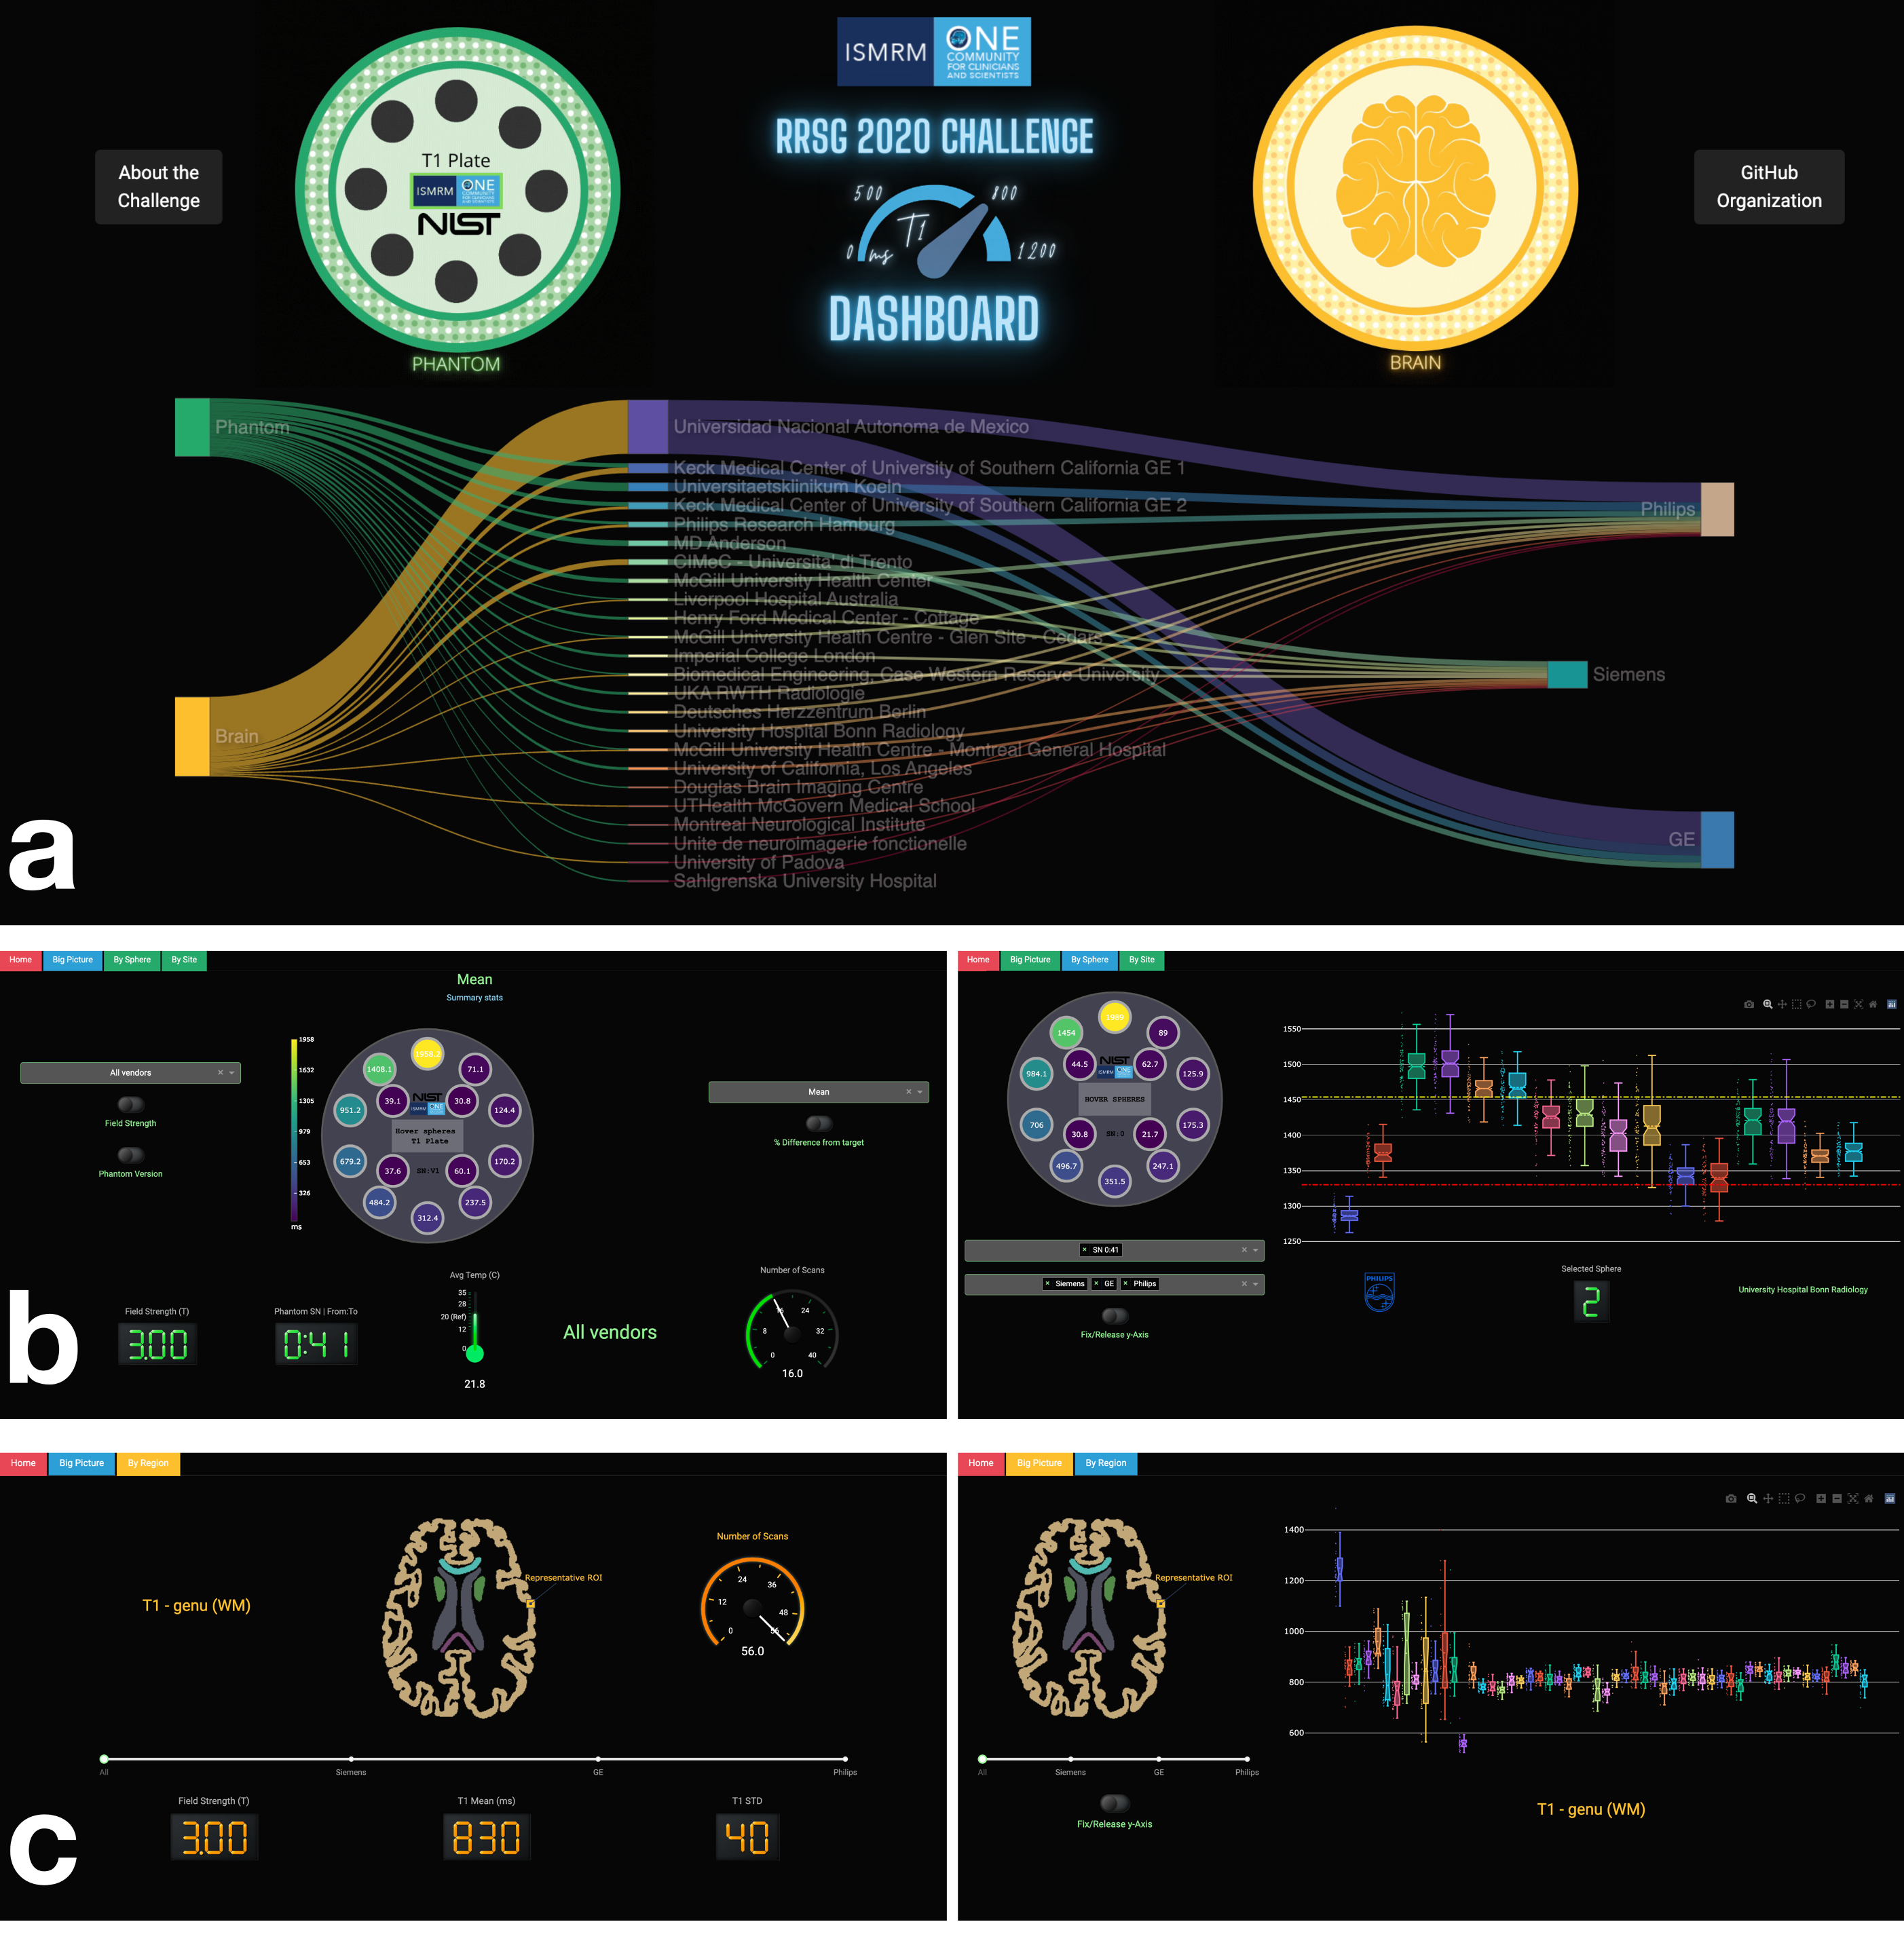 ISMRM
ONE
COMMUNITY
FOR CLINICIANS
AND SCIENTISTS
RRSG 2020 CHALLENGE
0 ms 500 T1 800 1200
DASHBOARD
About the
Challenge
T1 Plate
ISMRM ONE
NIST
PHANTOM
BRAIN
GitHub
Organization
Phantom
Brain
Universidad Nacional Autonoma de Mexico
Keck Medical Center of University of Southern California GE 1
Universitaetsklinikum Koeln
Keck Medical Center of University of Southern California GE 2
Philips Research Hamburg
MD Anderson
CIMeC - Universita' di Trento
McGill University Health Center
Liverpool Hospital Australia
Henry Ford Medical Center - Cottage
McGill University Health Centre - Glen Site - Cedars
Imperial College London
Biomedical Engineering, Case Western Reserve University
UKA RWTH Radiologie
Deutsches Herzzentrum Berlin
University Hospital Bonn Radiology
McGill University Health Centre - Montreal General Hospital
University of California, Los Angeles
Douglas Brain Imaging Centre
UTHealth McGovern Medical School
Montreal Neurological Institute
Unite de neuroimagerie fonctionelle
University of Padova
Sahlgrenska University Hospital
Philips
Siemens
GE
a
Home Big Picture By Sphere By Site
Mean
Summary stats
All vendors
Field Strength
Phantom Version
1958
1632
1305
979
653
326
ms
1958.2
1408.1 71.1
39.1 NIST 30.8
ISMRM ONE
951.2 124.4
Hover spheres
T1 Plate
679.2 SN:V1 170.2
37.6 60.1
484.2 237.5
312.4
Mean
% Difference from target
Field Strength (T)
3.00
Phantom SN | From:To
0:41
Avg Temp (C)
35
28
20 (Ref)
12
0
21.8
All vendors
Number of Scans
0 8 16 24 32 40
16.0
b
Home Big Picture By Sphere By Site
1989
1454 89
44.5 NIST 62.7
ISMRM ONE
984.1 125.9
HOVER SPHERES
706 175.3
30.8 SN:0 21.7
496.7 247.1
351.5
× SN 0:41
× Siemens × GE × Philips
Fix/Release y-Axis
1550
1500
1450
1400
1350
1300
1250
PHILIPS
Selected Sphere
2
University Hospital Bonn Radiology
Home Big Picture By Region
T1 - genu (WM)
Representative ROI
Number of Scans
0 12 24 36 48 56
56.0
All Siemens GE Philips
Field Strength (T)
3.00
T1 Mean (ms)
830
T1 STD
40
c
Home Big Picture By Region
Representative ROI
All Siemens GE Philips
Fix/Release y-Axis
1400
1200
1000
800
600
T1 - genu (WM)